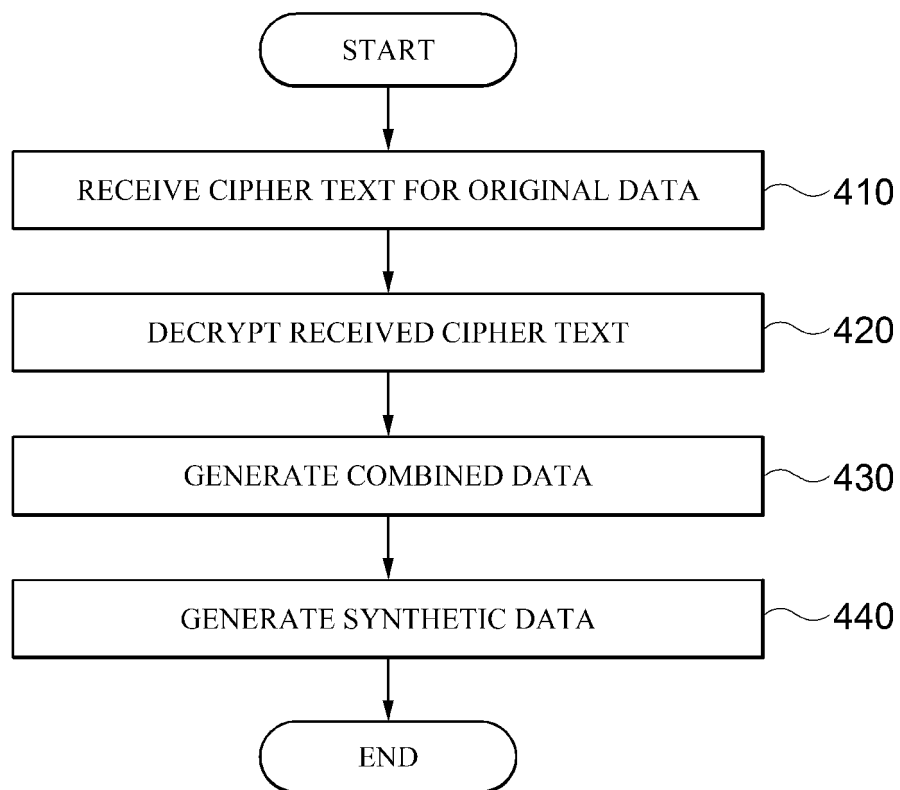 START
RECEIVE CIPHER TEXT FOR ORIGINAL DATA
410
DECRYPT RECEIVED CIPHER TEXT
420
GENERATE COMBINED DATA
430
GENERATE SYNTHETIC DATA
440
END